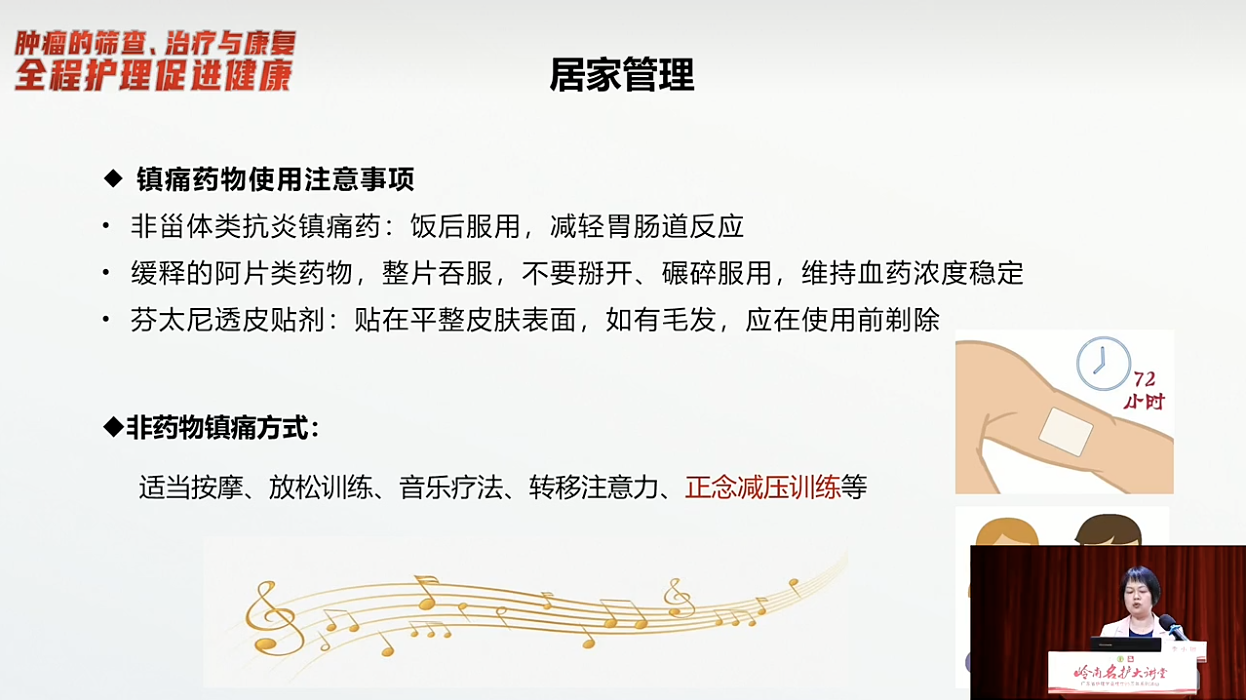 肿瘤的筛查、治疗与康复
全程护理促进健康
居家管理
◆ 镇痛药物使用注意事项
• 非甾体类抗炎镇痛药：饭后服用，减轻胃肠道反应
• 缓释的阿片类药物，整片吞服，不要掰开、碾碎服用，维持血药浓度稳定
• 芬太尼透皮贴剂：贴在平整皮肤表面，如有毛发，应在使用前剃除
72
小时
◆非药物镇痛方式：
适当按摩、放松训练、音乐疗法、转移注意力、正念减压训练等
岭南名护大讲堂